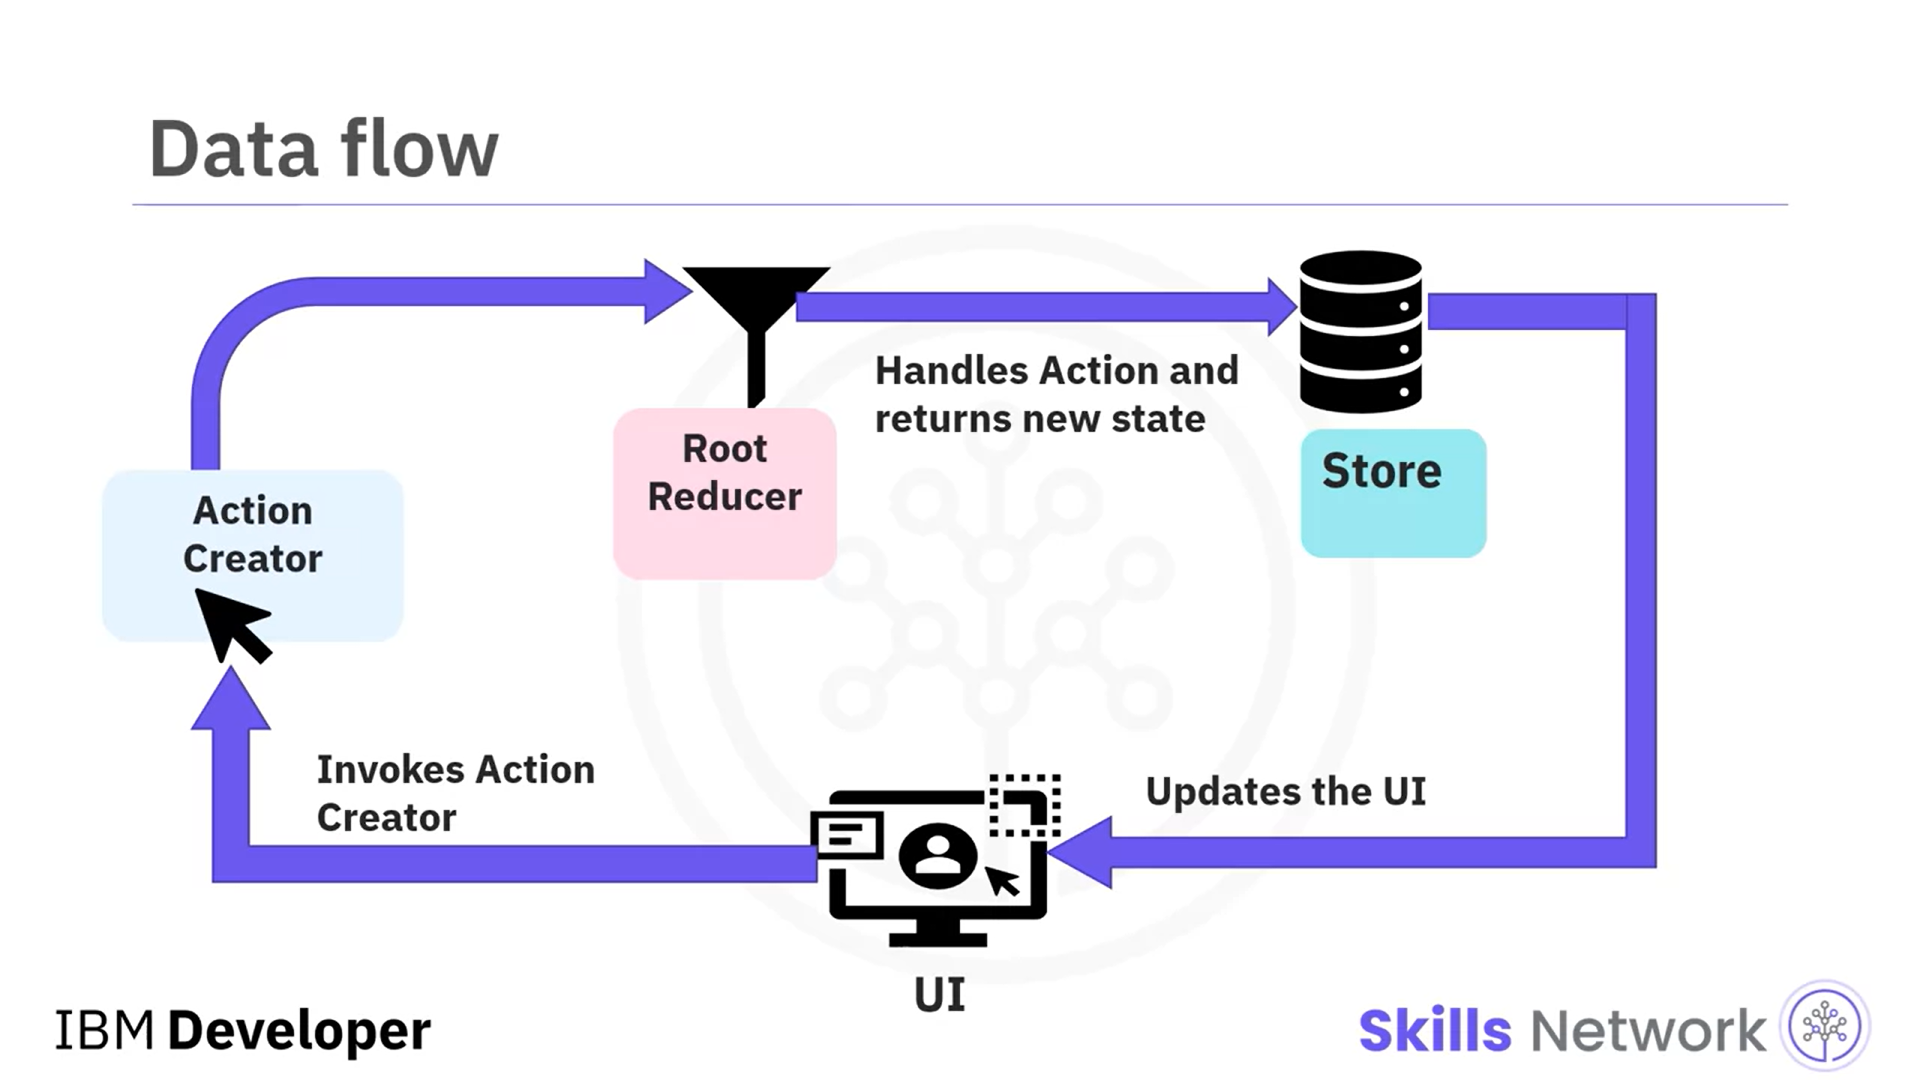 Data flow
Handles Action and
returns new state
Root
Reducer
Store
Action
Creator
Invokes Action
Creator
Updates the UI
UI
IBM Developer
Skills Network